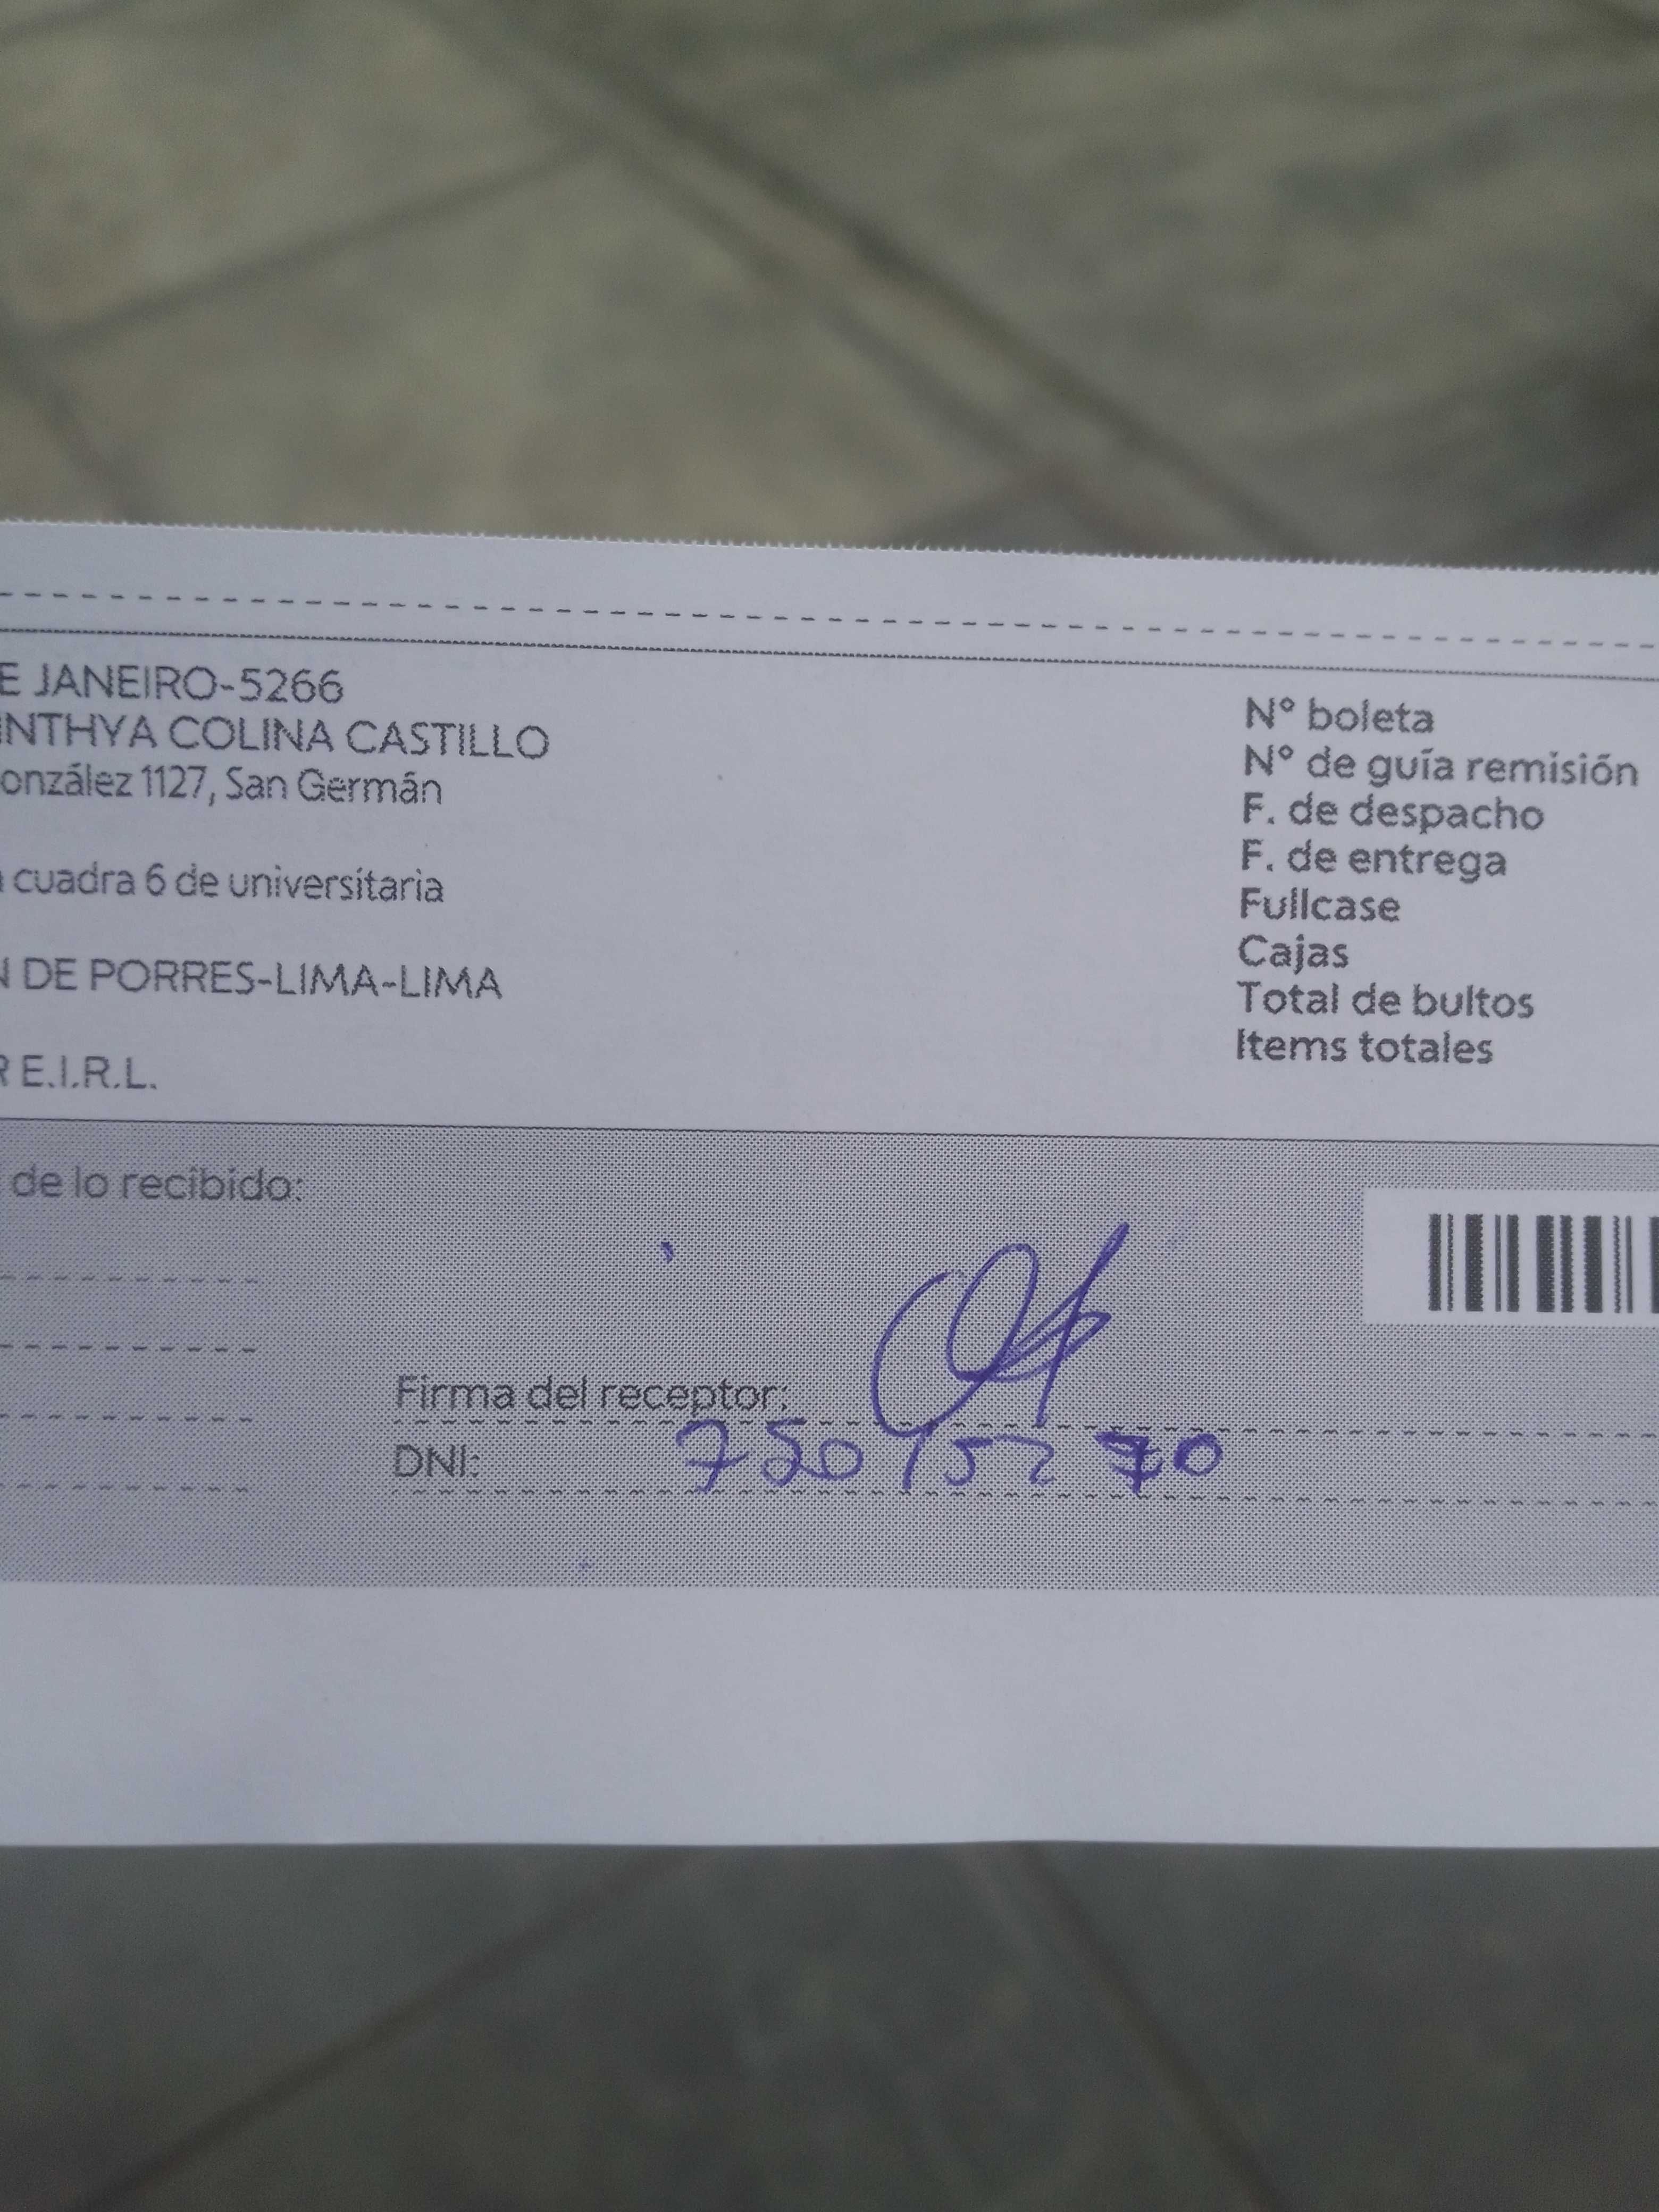 E JANEIRO-5266
INTHYA COLINA CASTILLO
onzález 1127, San Germán
cuadra 6 de universitaria
N DE PORRES-LIMA-LIMA
R E.I.R.L.
N° boleta
N° de guía remisión
F. de despacho
F. de entrega
Fullcase
Cajas
Total de bultos
Items totales
de lo recibido:
Firma del receptor:
DNI: 75015270